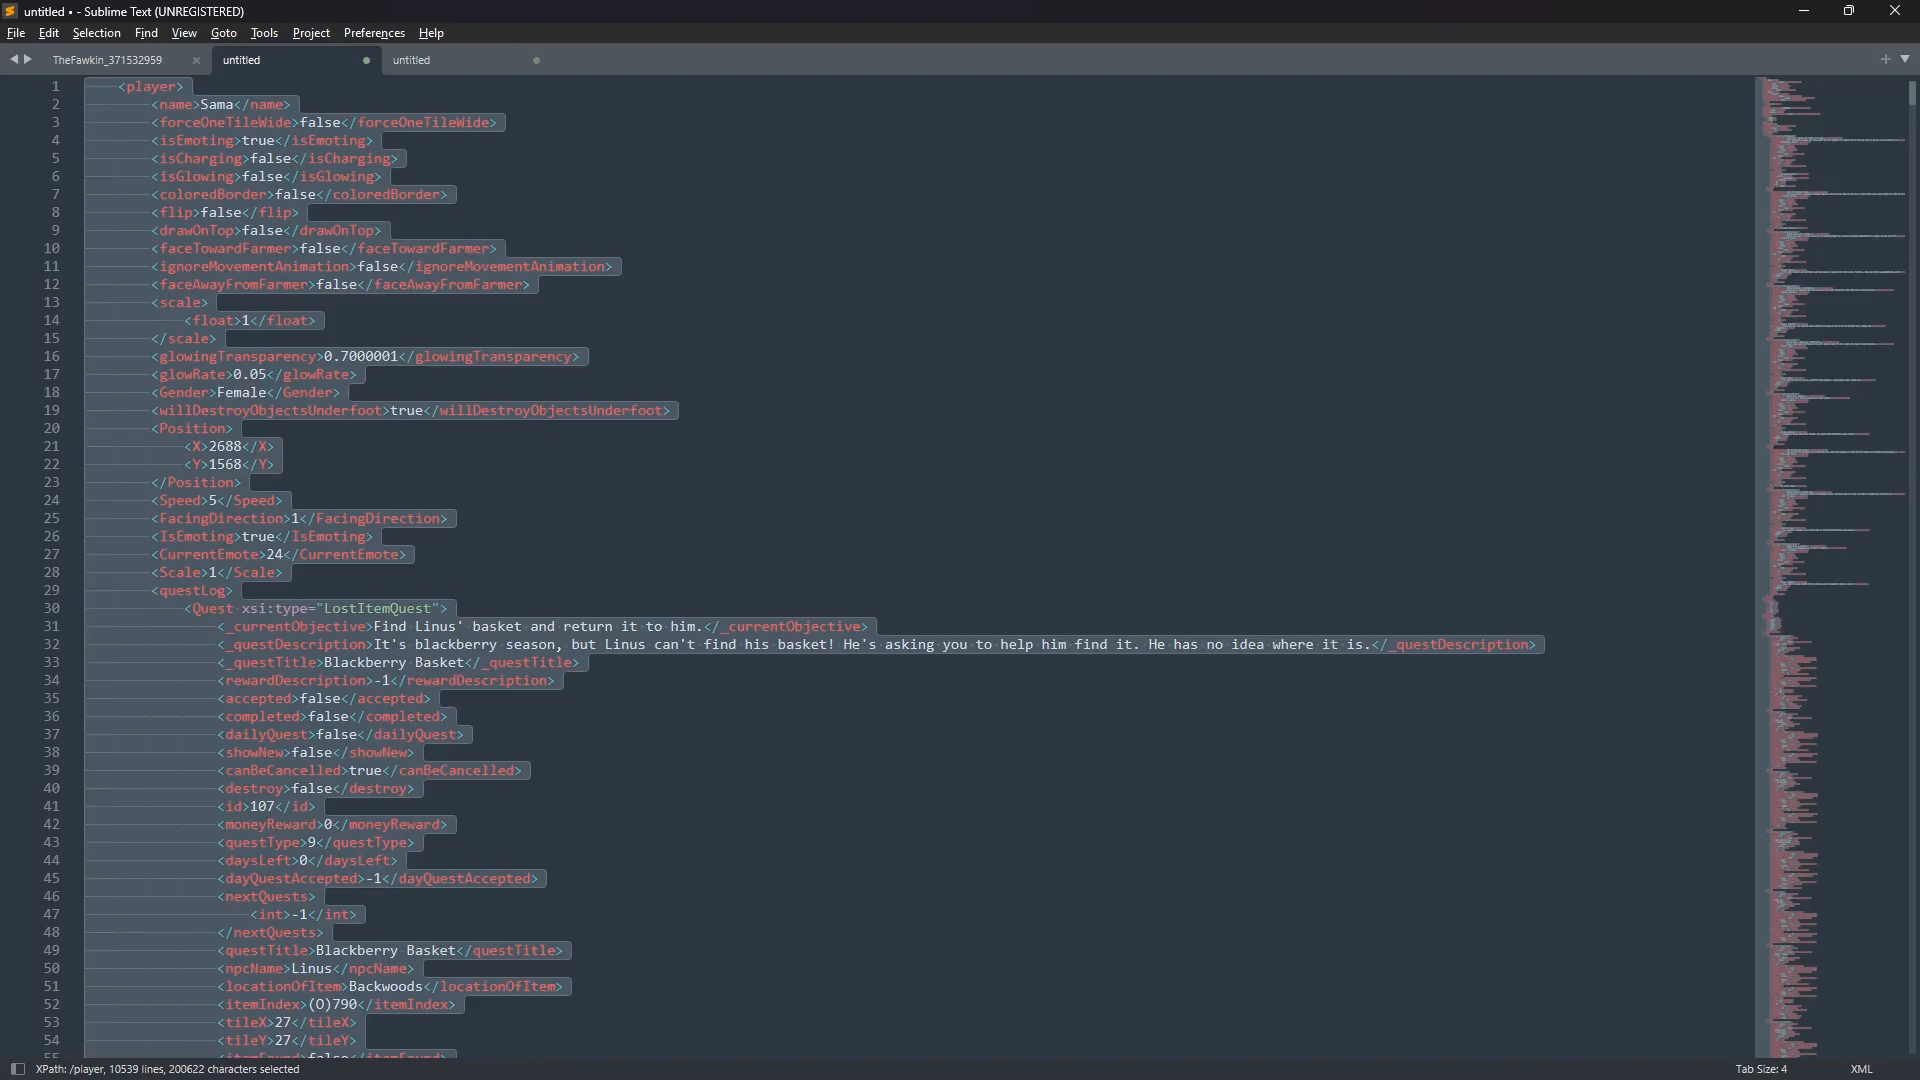 untitled • - Sublime Text (UNREGISTERED)
File Edit Selection Find View Goto Tools Project Preferences Help
TheFawkin_371532959 × untitled untitled
1 <player>
2 <name>Sama</name>
3 <forceOneTileWide>false</forceOneTileWide>
4 <isEmoting>true</isEmoting>
5 <isCharging>false</isCharging>
6 <isGlowing>false</isGlowing>
7 <coloredBorder>false</coloredBorder>
8 <flip>false</flip>
9 <drawOnTop>false</drawOnTop>
10 <faceTowardFarmer>false</faceTowardFarmer>
11 <ignoreMovementAnimation>false</ignoreMovementAnimation>
12 <faceAwayFromFarmer>false</faceAwayFromFarmer>
13 <scale>
14 <float>1</float>
15 </scale>
16 <glowingTransparency>0.7000001</glowingTransparency>
17 <glowRate>0.05</glowRate>
18 <Gender>Female</Gender>
19 <willDestroyObjectsUnderfoot>true</willDestroyObjectsUnderfoot>
20 <Position>
21 <X>2688</X>
22 <Y>1568</Y>
23 </Position>
24 <Speed>5</Speed>
25 <FacingDirection>1</FacingDirection>
26 <IsEmoting>true</IsEmoting>
27 <CurrentEmote>24</CurrentEmote>
28 <Scale>1</Scale>
29 <questLog>
30 <Quest xsi:type="LostItemQuest">
31 <_currentObjective>Find Linus' basket and return it to him.</_currentObjective>
32 <_questDescription>It's blackberry season, but Linus can't find his basket! He's asking you to help him find it. He has no idea where it is.</_questDescription>
33 <_questTitle>Blackberry Basket</_questTitle>
34 <rewardDescription>-1</rewardDescription>
35 <accepted>false</accepted>
36 <completed>false</completed>
37 <dailyQuest>false</dailyQuest>
38 <showNew>false</showNew>
39 <canBeCancelled>true</canBeCancelled>
40 <destroy>false</destroy>
41 <id>107</id>
42 <moneyReward>0</moneyReward>
43 <questType>9</questType>
44 <daysLeft>0</daysLeft>
45 <dayQuestAccepted>-1</dayQuestAccepted>
46 <nextQuests>
47 <int>-1</int>
48 </nextQuests>
49 <questTitle>Blackberry Basket</questTitle>
50 <npcName>Linus</npcName>
51 <locationOfItem>Backwoods</locationOfItem>
52 <itemIndex>(O)790</itemIndex>
53 <tileX>27</tileX>
54 <tileY>27</tileY>
55 <itemFound>false</itemFound>
XPath: /player, 10539 lines, 200622 characters selected Tab Size: 4 XML